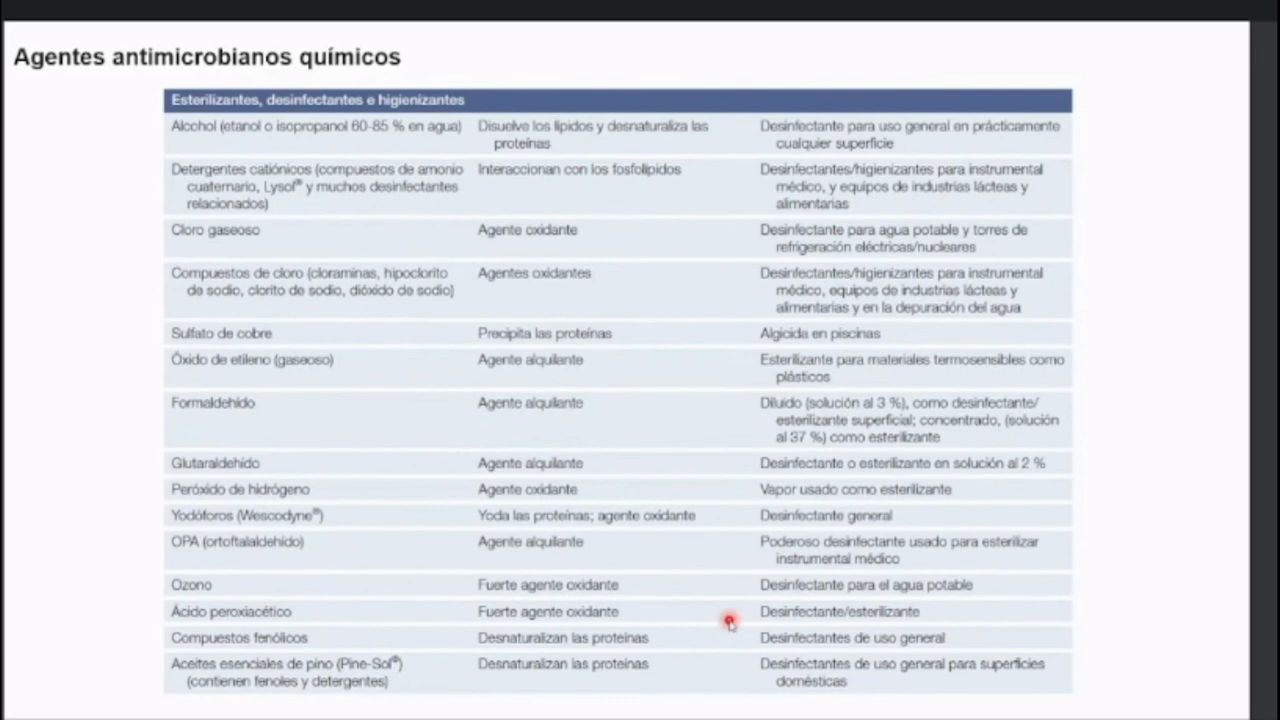 Agentes antimicrobianos químicos
Esterilizantes, desinfectantes e higienizantes
Alcohol (etanol o isopropanol 60-85 % en agua) Disuelve los lípidos y desnaturaliza las Desinfectante para uso general en prácticamente
proteínas cualquier superficie
Detergentes catiónicos (compuestos de amonio Interaccionan con los fosfolípidos Desinfectantes/higienizantes para instrumental
cuaternario, Lysol® y muchos desinfectantes médico, y equipos de industrias lácteas y
relacionados) alimentarias
Cloro gaseoso Agente oxidante Desinfectante para agua potable y torres de
refrigeración eléctricas/nucleares
Compuestos de cloro (cloraminas, hipoclorito Agentes oxidantes Desinfectantes/higienizantes para instrumental
de sodio, clorito de sodio, dióxido de sodio) médico, equipos de industrias lácteas y
alimentarias y en la depuración del agua
Sulfato de cobre Precipita las proteínas Algicida en piscinas
Óxido de etileno (gaseoso) Agente alquilante Esterilizante para materiales termosensibles como
plásticos
Formaldehído Agente alquilante Diluido (solución al 3 %), como desinfectante/
esterilizante superficial; concentrado, (solución
al 37 %) como esterilizante
Glutaraldehído Agente alquilante Desinfectante o esterilizante en solución al 2 %
Peróxido de hidrógeno Agente oxidante Vapor usado como esterilizante
Yodóforos (Wescodyne®) Yoda las proteínas; agente oxidante Desinfectante general
OPA (ortoftalaldehído) Agente alquilante Poderoso desinfectante usado para esterilizar
instrumental médico
Ozono Fuerte agente oxidante Desinfectante para el agua potable
Ácido peroxiacético Fuerte agente oxidante Desinfectante/esterilizante
Compuestos fenólicos Desnaturalizan las proteínas Desinfectantes de uso general
Aceites esenciales de pino (Pine-Sol®) Desnaturalizan las proteínas Desinfectantes de uso general para superficies
(contienen fenoles y detergentes) domésticas